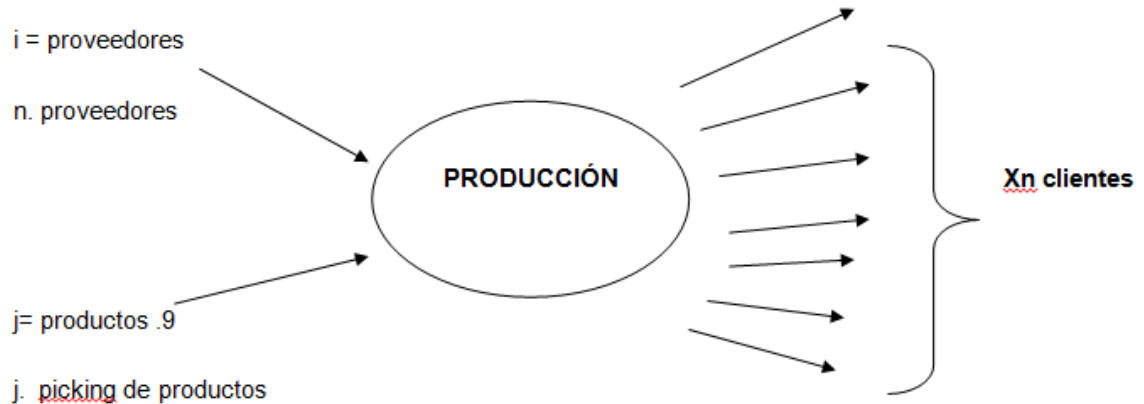 i = proveedores
n. proveedores
PRODUCCIÓN
Xn clientes
j= productos .9
j. picking de productos